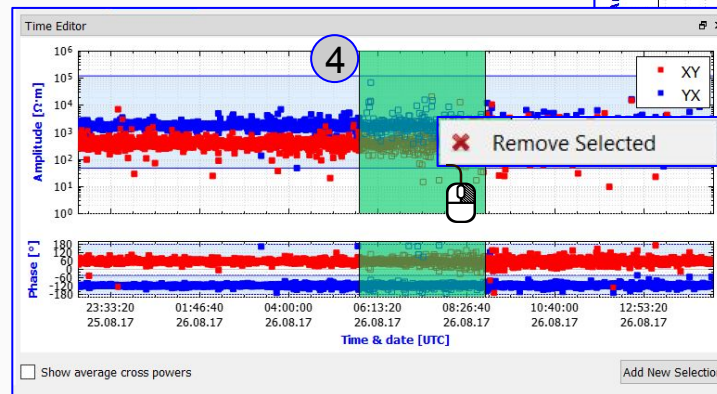 Time Editor
4
10⁶
10⁵
10⁴
10³
10²
10¹
10⁰
Amplitude [Ω·m]
XY
YX
Remove Selected
180
120
60
0
-60
-120
-180
Phase [°]
23:33:20 01:46:40 04:00:00 06:13:20 08:26:40 10:40:00 12:53:20
25.08.17 26.08.17 26.08.17 26.08.17 26.08.17 26.08.17 26.08.17
Time & date [UTC]
Show average cross powers
Add New Selection